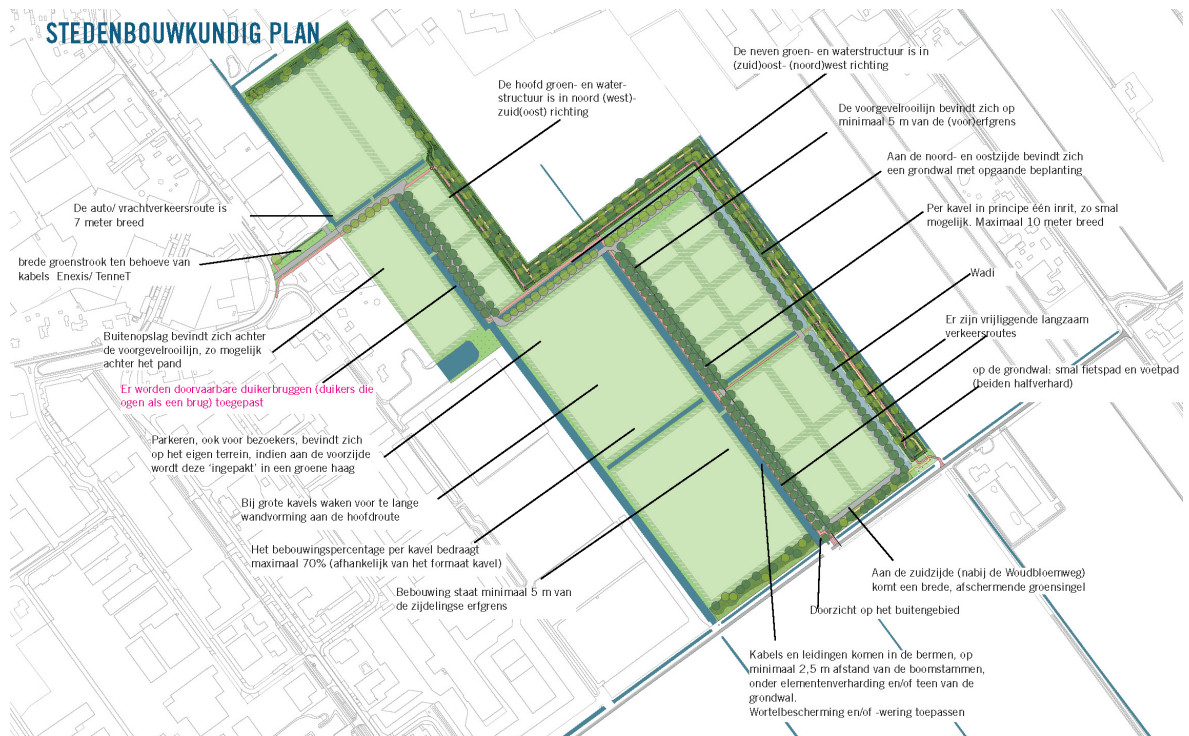 STEDENBOUWKUNDIG PLAN
De neven groen- en waterstructuur is in
(zuid)oost- (noord)west richting
De hoofd groen- en water-
structuur is in noord (west)-
zuid(oost) richting
De voorgevelrooilijn bevindt zich op
minimaal 5 m van de (voor)erfgrens
Aan de noord- en oostzijde bevindt zich
een grondwal met opgaande beplanting
De auto/ vrachtverkeersroute is
7 meter breed
Per kavel in principe één inrit, zo smal
mogelijk. Maximaal 10 meter breed
brede groenstrook ten behoeve van
kabels Enexis/ TenneT
Wadi
Er zijn vrijliggende langzaam
verkeersroutes
Buitenopslag bevindt zich achter
de voorgevelrooilijn, zo mogelijk
achter het pand
op de grondwal: smal fietspad en voetpad
(beiden halfverhard)
Er worden doorvaarbare duikerbruggen (duikers die
ogen als een brug) toegepast
Parkeren, ook voor bezoekers, bevindt zich
op het eigen terrein, indien aan de voorzijde
wordt deze ‘ingepakt’ in een groene haag
Bij grote kavels waken voor te lange
wandvorming aan de hoofdroute
Het bebouwingspercentage per kavel bedraagt
maximaal 70% (afhankelijk van het formaat kavel)
Bebouwing staat minimaal 5 m van
de zijdelingse erfgrens
Aan de zuidzijde (nabij de Woudbloemweg)
komt een brede, afschermende groensingel
Doorzicht op het buitengebied
Kabels en leidingen komen in de bermen, op
minimaal 2,5 m afstand van de boomstammen,
onder elementenverharding en/of teen van de
grondwal.
Wortelbescherming en/of -wering toepassen